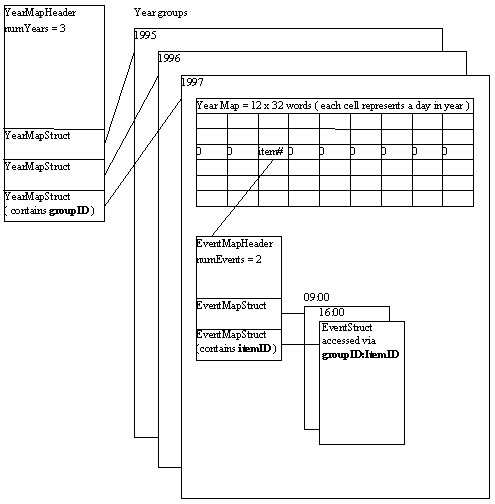 YearMapHeader
numYears = 3
Year groups
1995
1996
1997
YearMapStruct
YearMapStruct
YearMapStruct
( contains groupID )
Year Map = 12 x 32 words ( each cell represents a day in year )
0 0 item# 0 0 0 0 0 0
EventMapHeader
numEvents = 2
EventMapStruct
EventMapStruct
(contains itemID )
09:00
16:00
EventStruct
accessed via
groupID:ItemID